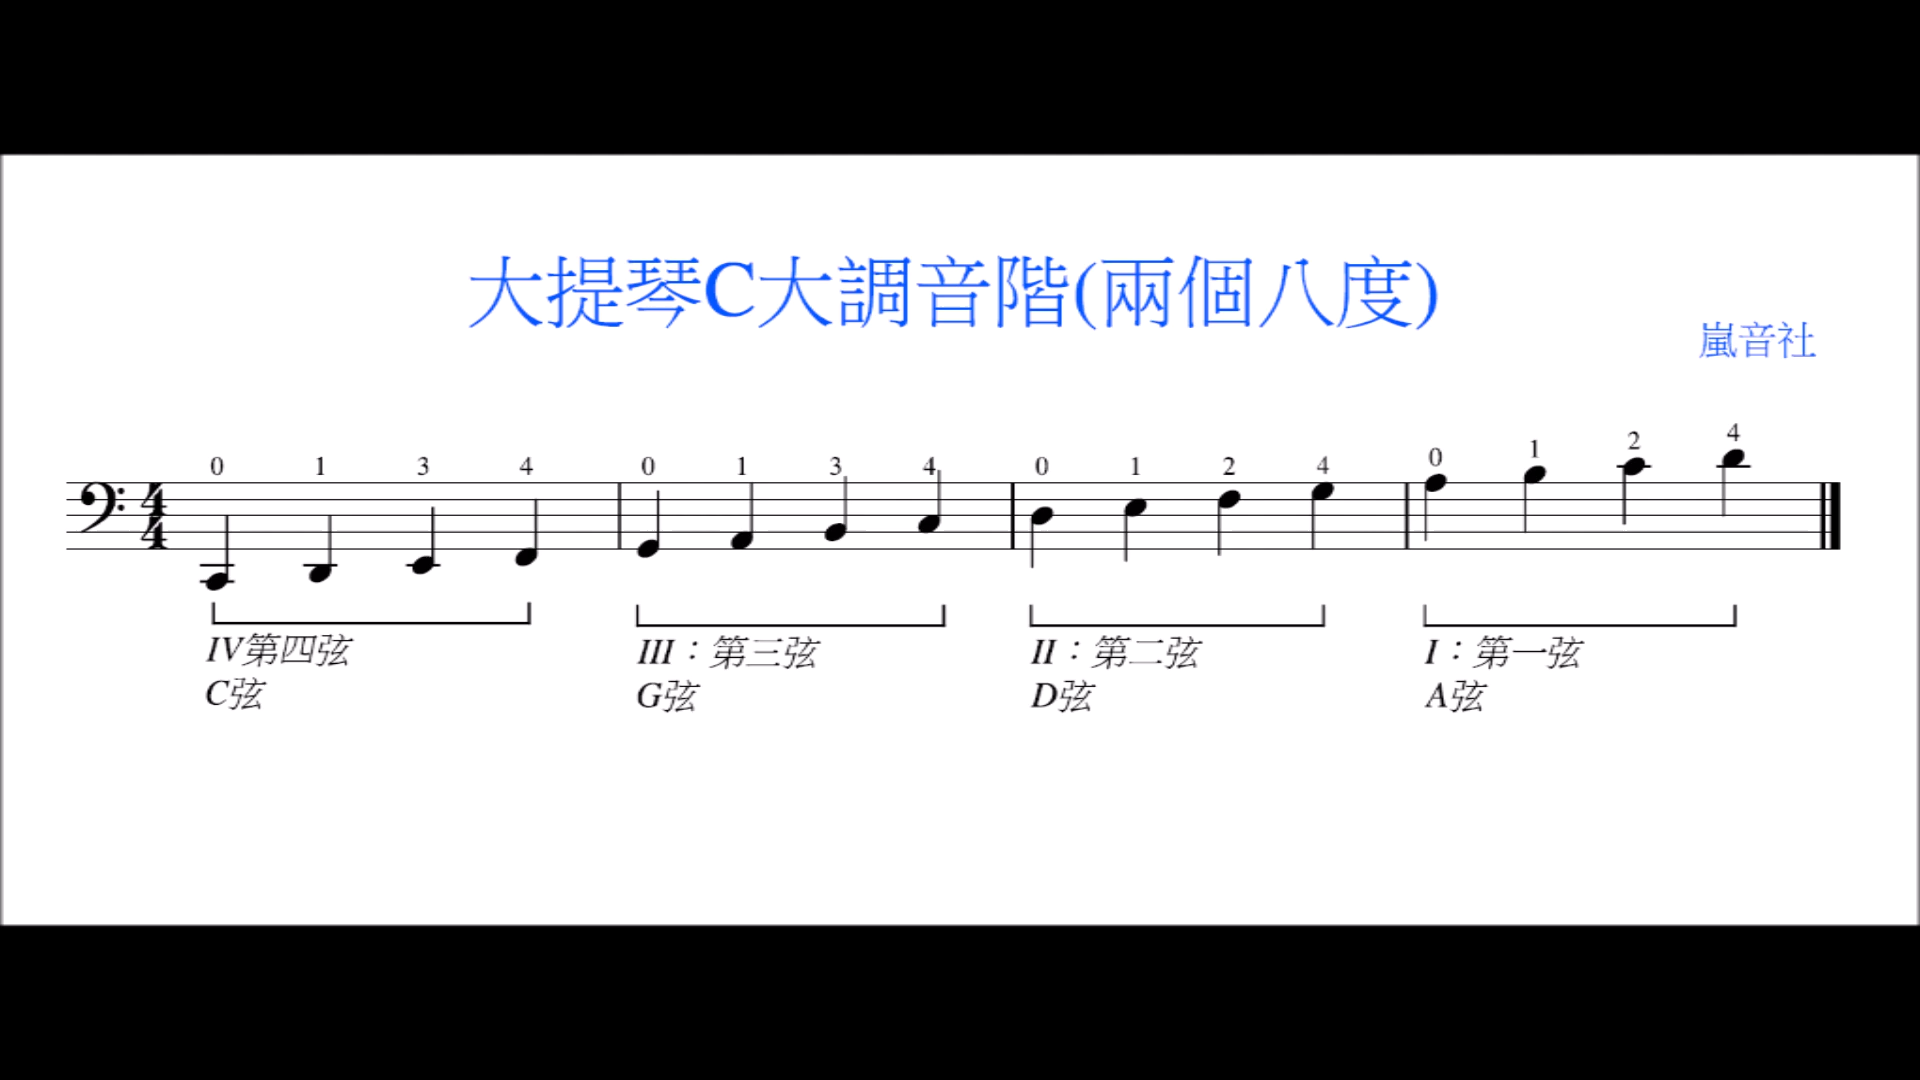 大提琴C大調音階(兩個八度)
嵐音社
0 1 3 4 0 1 3 4 0 1 2 4 0 1 2 4
4
4
IV第四弦 III：第三弦 II：第二弦 I：第一弦
C弦 G弦 D弦 A弦